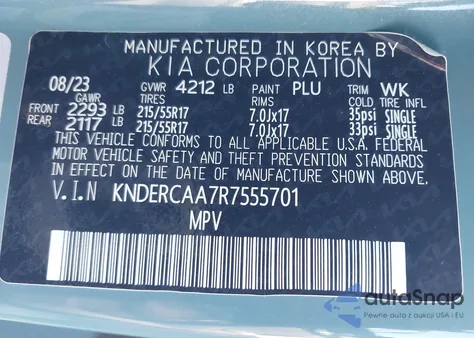 MANUFACTURED IN KOREA BY
KIA CORPORATION
08/23 GVWR 4212 LB PAINT PLU TRIM WK
GAWR TIRES RIMS COLD TIRE INFL
FRONT 2293 LB 215/55R17 7.0Jx17 35psi SINGLE
REAR 2117 LB 215/55R17 7.0Jx17 33psi SINGLE
THIS VEHICLE CONFORMS TO ALL APPLICABLE U.S.A. FEDERAL
MOTOR VEHICLE SAFETY, BUMPER, AND THEFT PREVENTION STANDARDS
IN EFFECT ON THE DATE OF MANUFACTURE SHOWN ABOVE.
V.I.N KNDERCAA7R7555701
MPV
autoSnap
Pewne auta z aukcji USA i EU